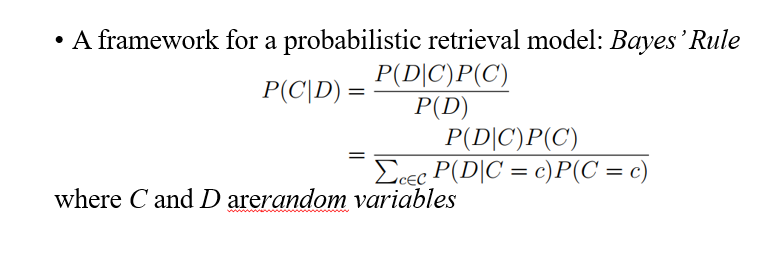 • A framework for a probabilistic retrieval model: Bayes' Rule
P(C|D) = P(D|C)P(C) / P(D)
= P(D|C)P(C) / ∑c∈C P(D|C = c)P(C = c)
where C and D arerandom variables